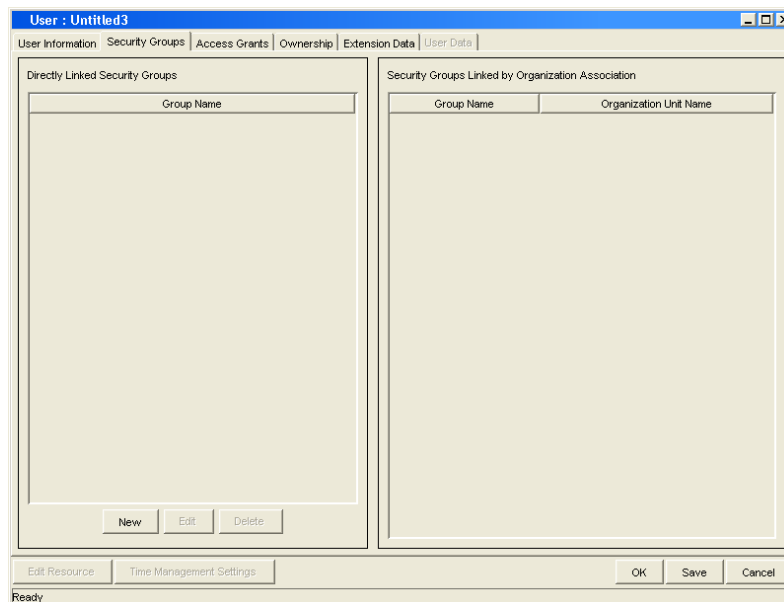 User : Untitled3
User Information Security Groups Access Grants Ownership Extension Data User Data
Directly Linked Security Groups
Group Name
New Edit Delete
Security Groups Linked by Organization Association
Group Name Organization Unit Name
Edit Resource Time Management Settings OK Save Cancel
Ready